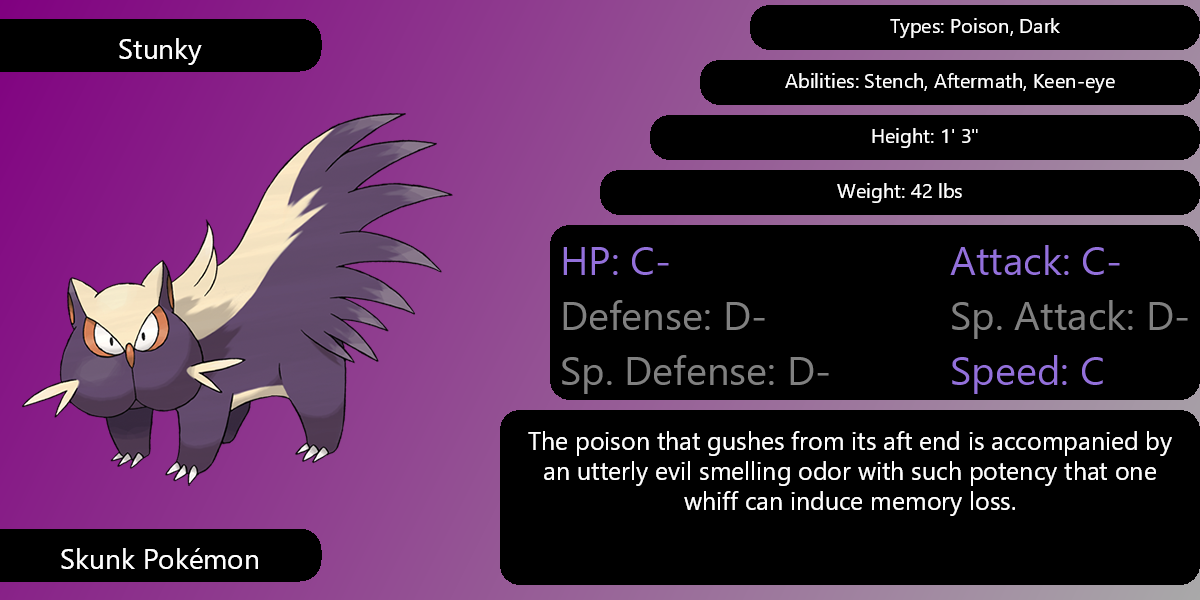 Stunky
Types: Poison, Dark
Abilities: Stench, Aftermath, Keen-eye
Height: 1' 3"
Weight: 42 lbs
HP: C-
Attack: C-
Defense: D-
Sp. Attack: D-
Sp. Defense: D-
Speed: C
The poison that gushes from its aft end is accompanied by
an utterly evil smelling odor with such potency that one
whiff can induce memory loss.
Skunk Pokémon